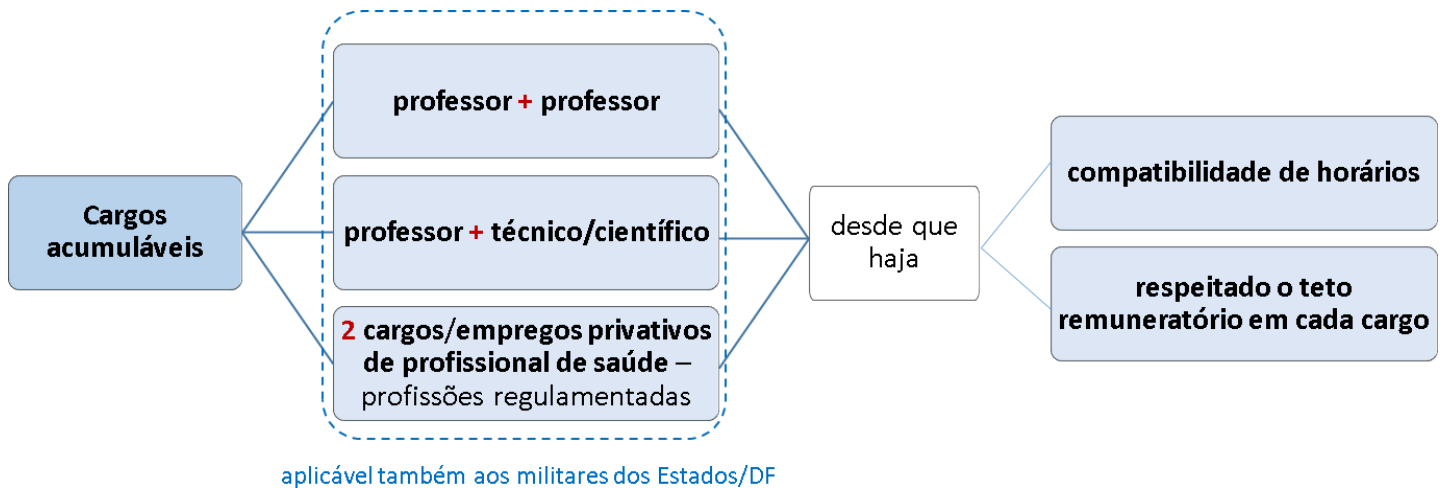 Cargos
acumuláveis
professor + professor
professor + técnico/científico
2 cargos/empregos privativos
de profissional de saúde –
profissões regulamentadas
aplicável também aos militares dos Estados/DF
desde que
haja
compatibilidade de horários
respeitado o teto
remuneratório em cada cargo